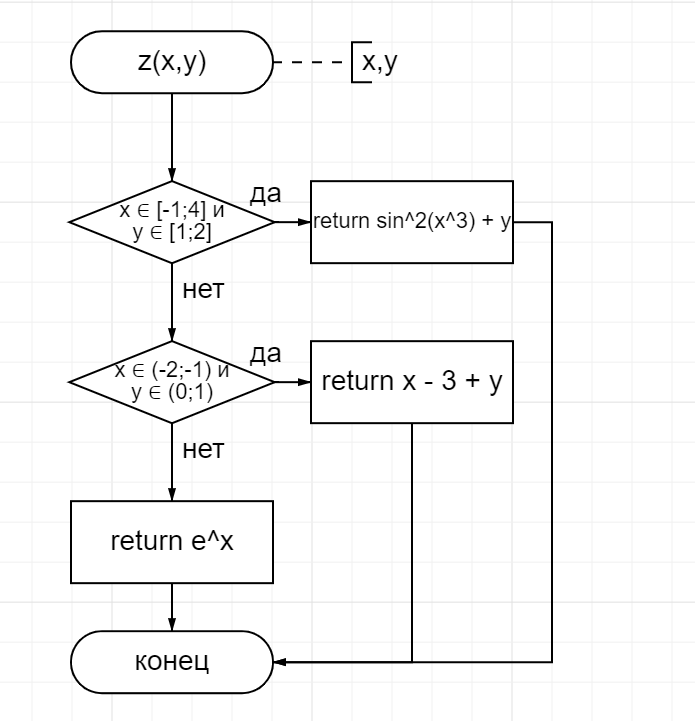 z(x,y)
x,y
x ∈ [-1;4] и
y ∈ [1;2]
да
return sin^2(x^3) + y
нет
x ∈ (-2;-1) и
y ∈ (0;1)
да
return x - 3 + y
нет
return e^x
конец